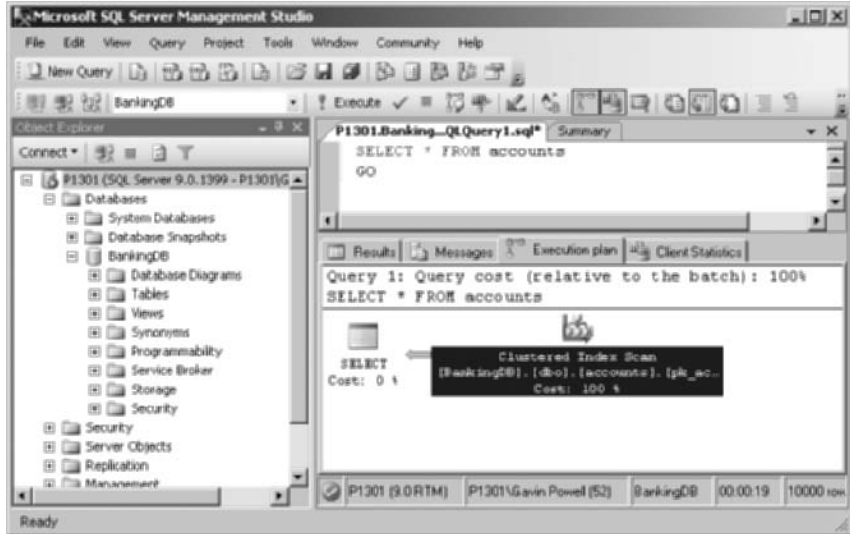 Microsoft SQL Server Management Studio
File Edit View Query Project Tools Window Community Help
New Query
BankingDB
Execute
Object Explorer
Connect
P1301 (SQL Server 9.0.1399 - P1301\G
Databases
System Databases
Database Snapshots
BankingDB
Database Diagrams
Tables
Views
Synonyms
Programmability
Service Broker
Storage
Security
Security
Server Objects
Replication
Management
P1301.Banking...QLQuery1.sql* Summary
SELECT * FROM accounts
GO
Results Messages Execution plan Client Statistics
Query 1: Query cost (relative to the batch): 100%
SELECT * FROM accounts
SELECT
Cost: 0 %
Clustered Index Scan
[BankingDB].[dbo].[accounts].[pk_ac…
Cost: 100 %
P1301 (9.0 RTM) P1301\Gavin Powell (52) BankingDB 00:00:19 10000 row
Ready